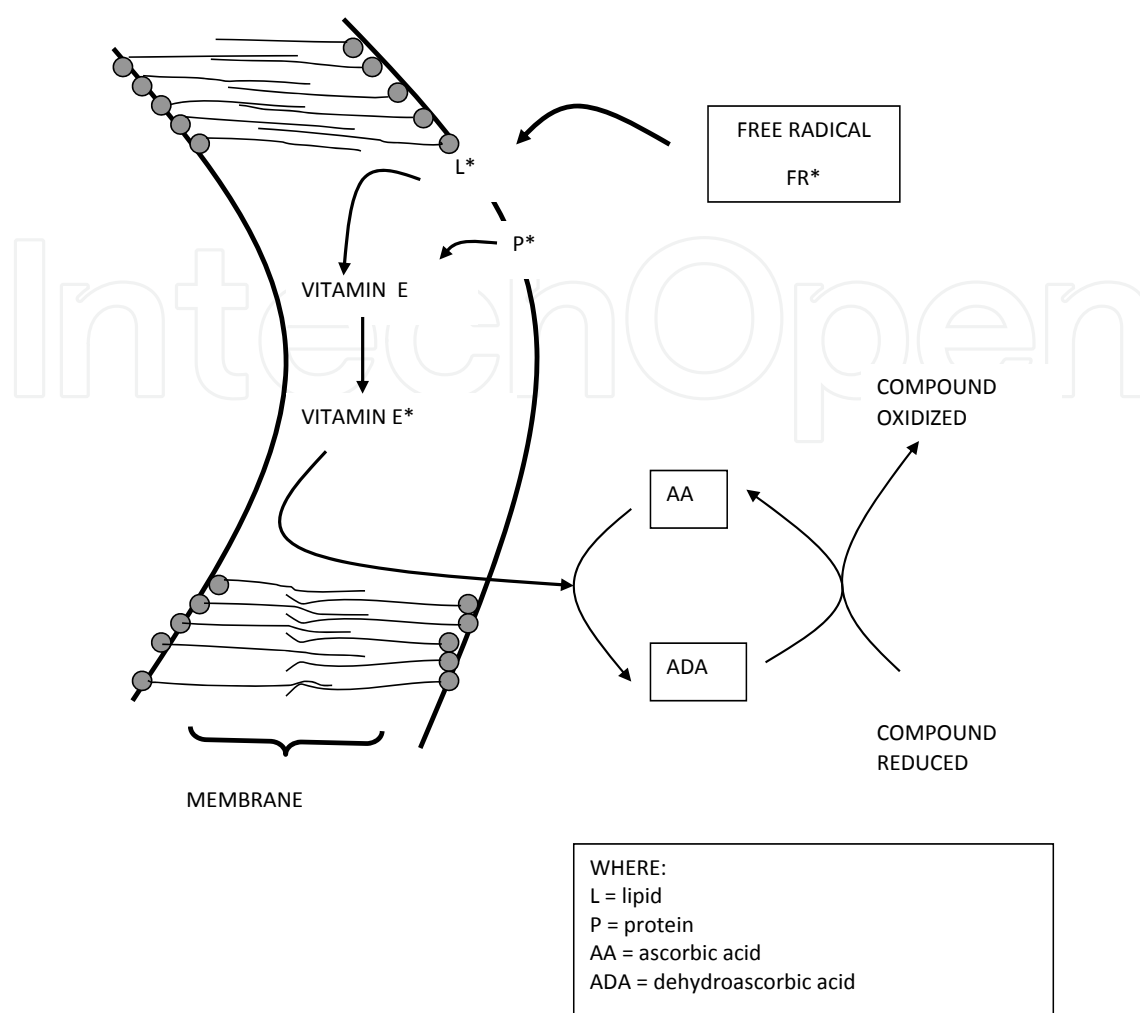 FREE RADICAL
FR*
L*
P*
VITAMIN E
VITAMIN E*
IntechOpen
COMPOUND
OXIDIZED
AA
ADA
COMPOUND
REDUCED
MEMBRANE
WHERE:
L = lipid
P = protein
AA = ascorbic acid
ADA = dehydroascorbic acid